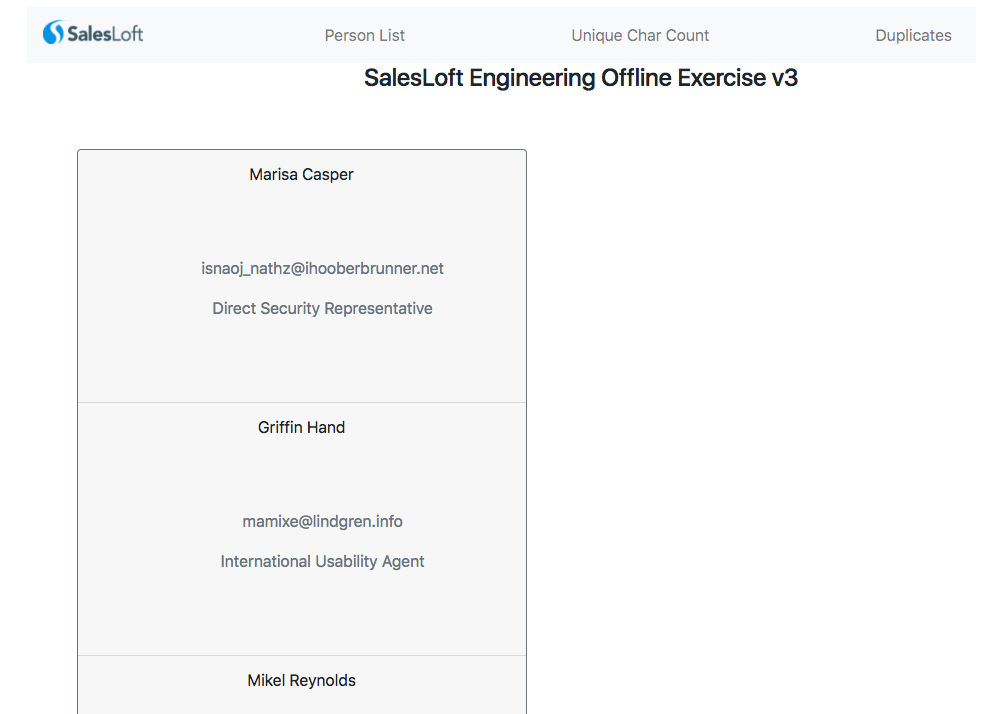 SalesLoft Person List Unique Char Count Duplicates
SalesLoft Engineering Offline Exercise v3
Marisa Casper
isnaoj_nathz@ihooberbrunner.net
Direct Security Representative
Griffin Hand
mamixe@lindgren.info
International Usability Agent
Mikel Reynolds